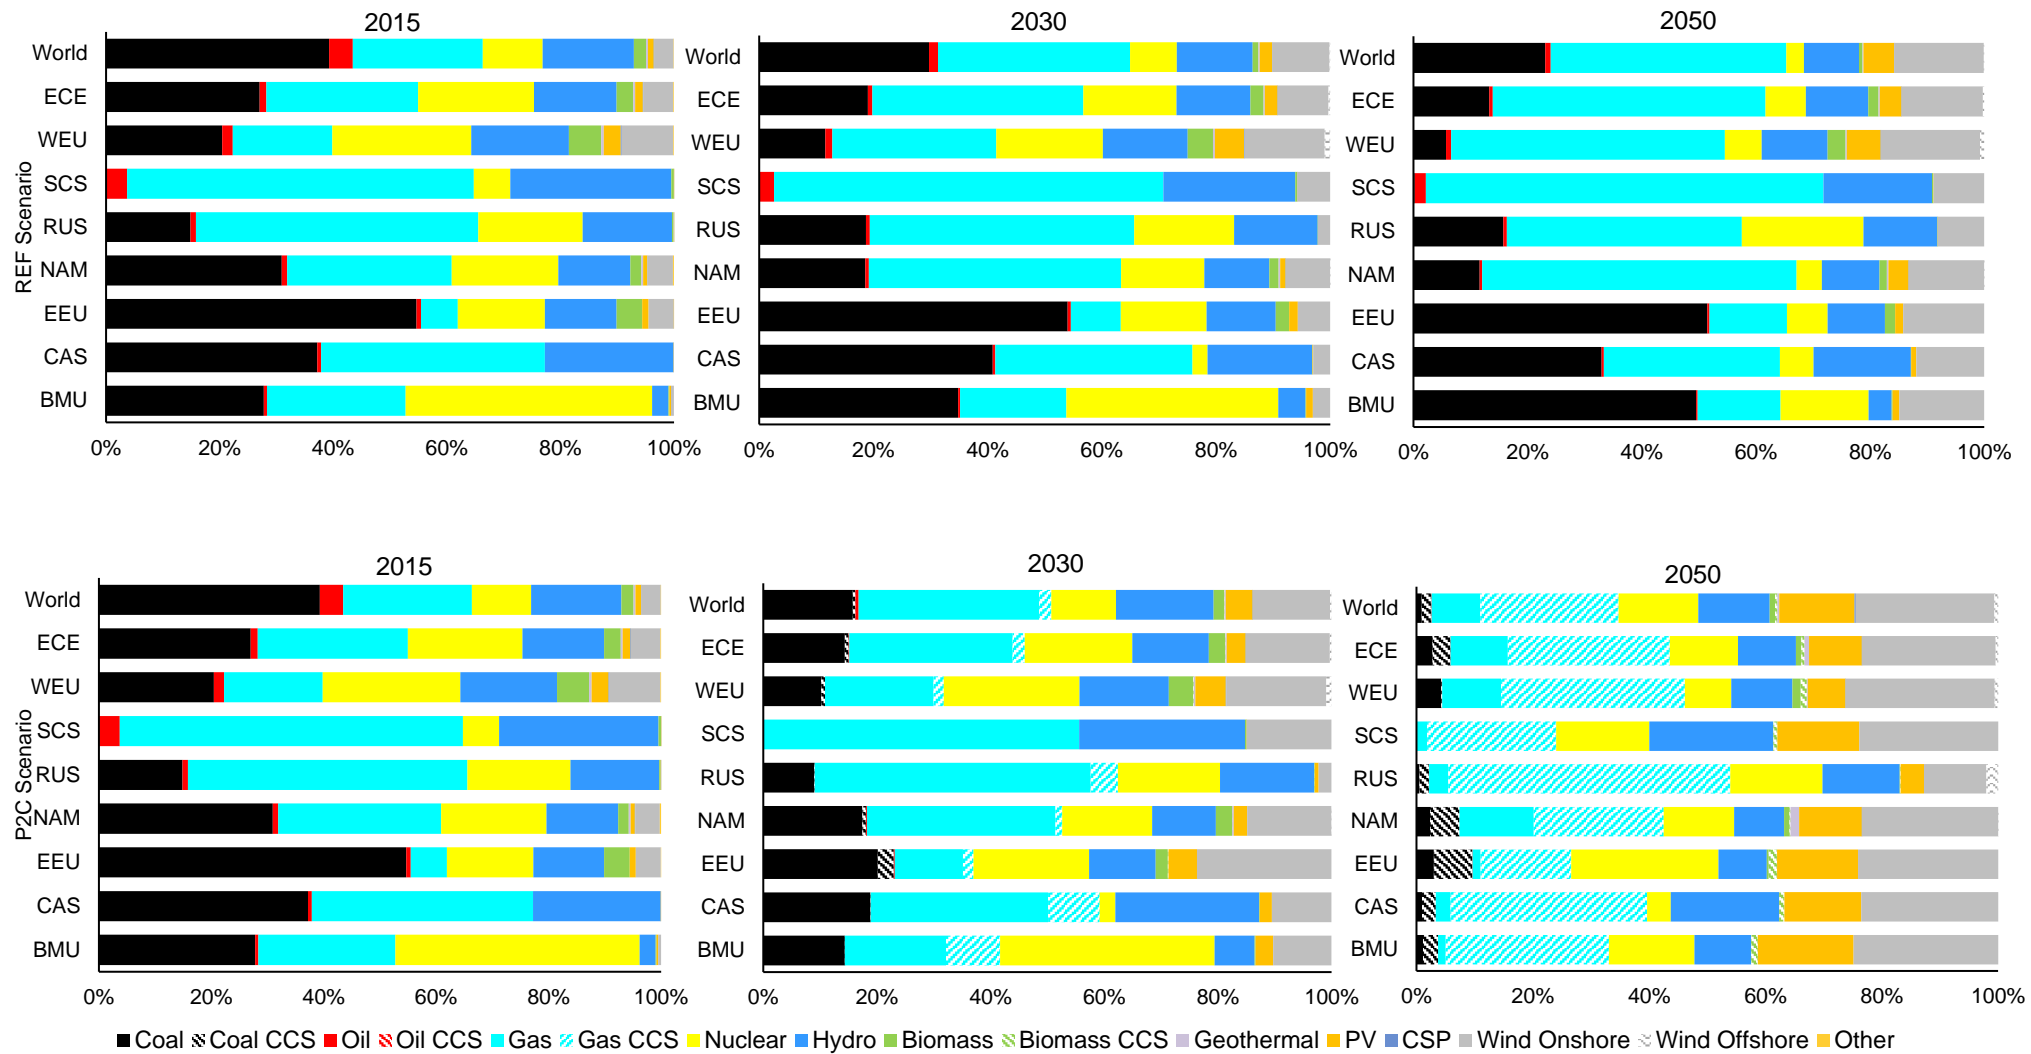 2015
2030
2050
REF Scenario
World
ECE
WEU
SCS
RUS
NAM
EEU
CAS
BMU
0% 20% 40% 60% 80% 100%
World
ECE
WEU
SCS
RUS
NAM
EEU
CAS
BMU
0% 20% 40% 60% 80% 100%
World
ECE
WEU
SCS
RUS
NAM
EEU
CAS
BMU
0% 20% 40% 60% 80% 100%
2015
2030
2050
P2C Scenario
World
ECE
WEU
SCS
RUS
NAM
EEU
CAS
BMU
0% 20% 40% 60% 80% 100%
World
ECE
WEU
SCS
RUS
NAM
EEU
CAS
BMU
0% 20% 40% 60% 80% 100%
World
ECE
WEU
SCS
RUS
NAM
EEU
CAS
BMU
0% 20% 40% 60% 80% 100%
Coal Coal CCS Oil Oil CCS Gas Gas CCS Nuclear Hydro Biomass Biomass CCS Geothermal PV CSP Wind Onshore Wind Offshore Other